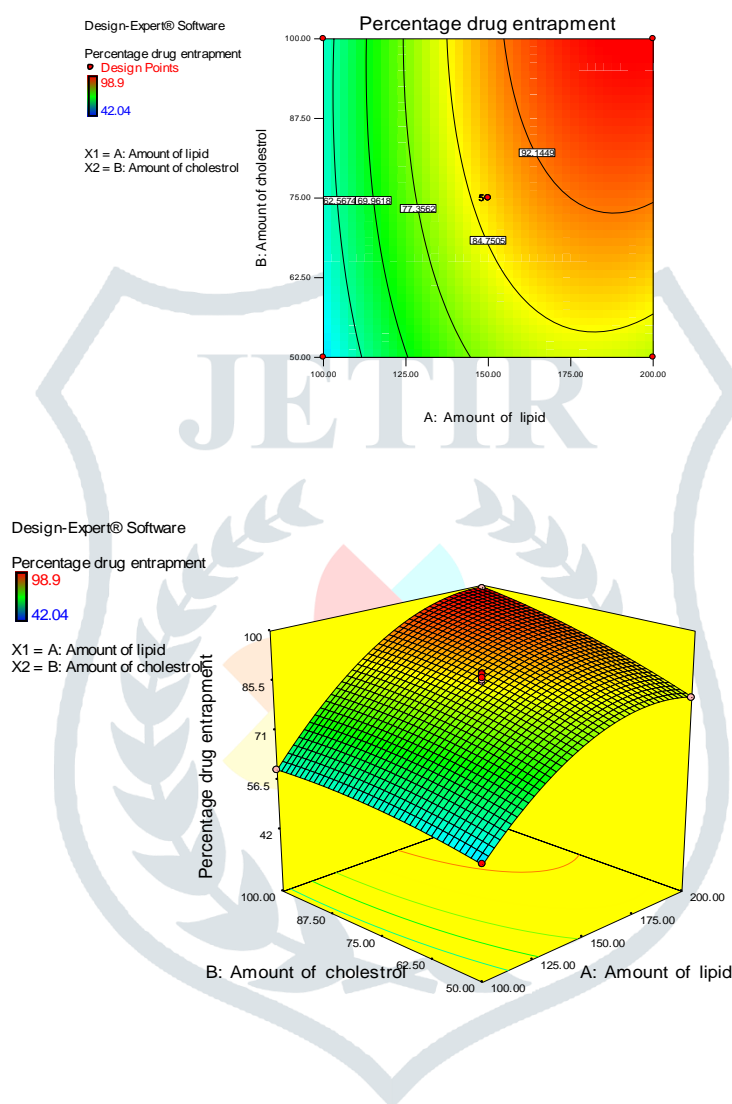 Design-Expert® Software
Percentage drug entrapment
Design Points
98.9
42.04
X1 = A: Amount of lipid
X2 = B: Amount of cholestrol
Percentage drug entrapment
100.00
87.50
75.00
62.50
50.00
B: Amount of cholestrol
62.5674
69.9618
77.3562
84.7505
92.1449
5
100.00
125.00
150.00
175.00
200.00
A: Amount of lipid
JETIR
Design-Expert® Software
Percentage drug entrapment
98.9
42.04
X1 = A: Amount of lipid
X2 = B: Amount of cholestrol
Percentage drug entrapment
100
85.5
71
56.5
42
100.00
87.50
75.00
62.50
50.00
B: Amount of cholestrol
100.00
125.00
150.00
175.00
200.00
A: Amount of lipid